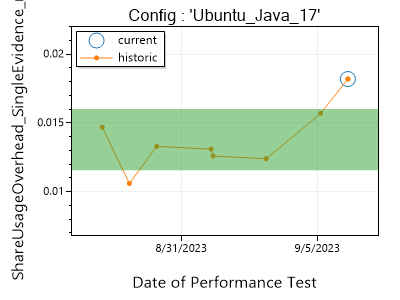 Config : 'Ubuntu_Java_17'
current
historic
0.02
0.015
0.01
ShareUsageOverhead_SingleEvidence_
8/31/2023
9/5/2023
Date of Performance Test